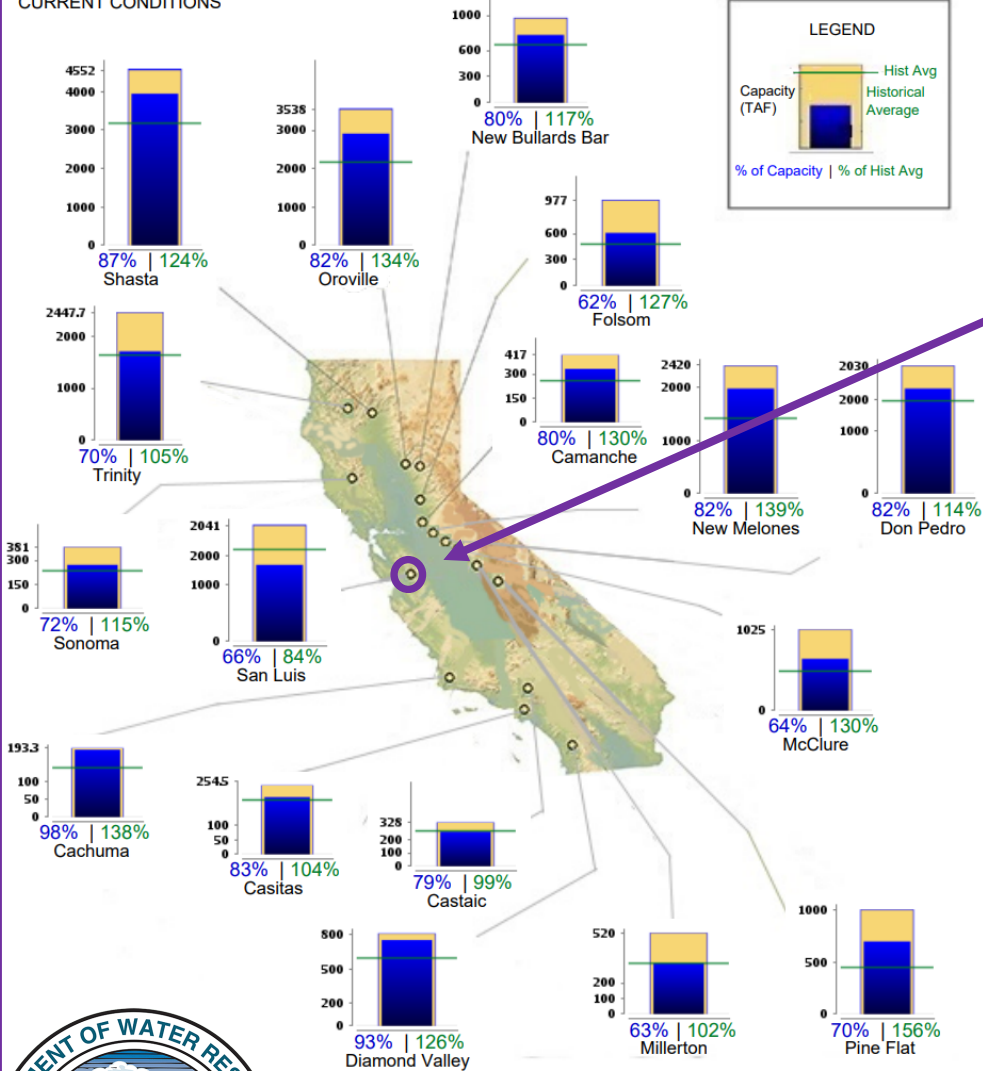 CURRENT CONDITIONS
1000
600
300
0
80% | 117%
New Bullards Bar
LEGEND
Hist Avg
Capacity
(TAF)
Historical
Average
% of Capacity | % of Hist Avg
4552
4000
3000
2000
1000
0
87% | 124%
Shasta
3538
3000
2000
1000
0
82% | 134%
Oroville
977
600
300
0
62% | 127%
Folsom
2447.7
2000
1000
0
70% | 105%
Trinity
417
300
150
0
80% | 130%
Camanche
2420
2000
1000
0
82% | 139%
New Melones
2030
2000
1000
0
82% | 114%
Don Pedro
381
300
150
0
72% | 115%
Sonoma
2041
2000
1000
0
66% | 84%
San Luis
1025
0
64% | 130%
McClure
193.3
100
50
0
98% | 138%
Cachuma
254.5
100
50
0
83% | 104%
Casitas
328
200
100
0
79% | 99%
Castaic
800
500
200
0
93% | 126%
Diamond Valley
520
200
100
0
63% | 102%
Millerton
1000
500
0
70% | 156%
Pine Flat
MENT OF WATER RES